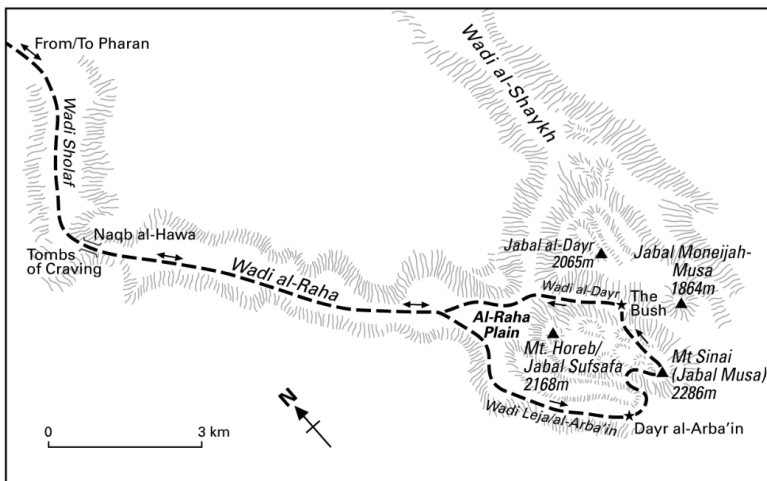 From/To Pharan
Wadi Sholaf
Wadi al-Shaykh
Naqb al-Hawa
Tombs
of Craving
Wadi al-Raha
Jabal al-Dayr
2065m
Jabal Moneijah-
Musa
1864m
Wadi al-Dayr
The
Bush
Al-Raha
Plain
Mt. Horeb/
Jabal Sufsafa
2168m
Mt Sinai
(Jabal Musa)
2286m
Wadi Leja/al-Arba'in
Dayr al-Arba'in
N
0
3 km